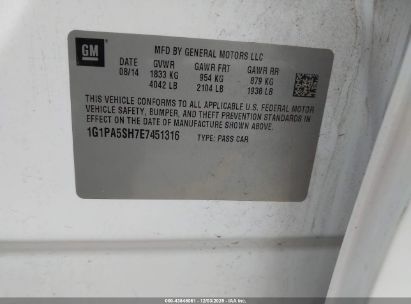 GM
MFD BY GENERAL MOTORS LLC
DATE GVWR GAWR FRT GAWR RR
08/14 1833 KG 954 KG 879 KG
4042 LB 2104 LB 1938 LB
THIS VEHICLE CONFORMS TO ALL APPLICABLE U.S. FEDERAL MOTOR
VEHICLE SAFETY, BUMPER, AND THEFT PREVENTION STANDARDS IN
EFFECT ON THE DATE OF MANUFACTURE SHOWN ABOVE.
1G1PA5SH7E7451316 TYPE: PASS CAR